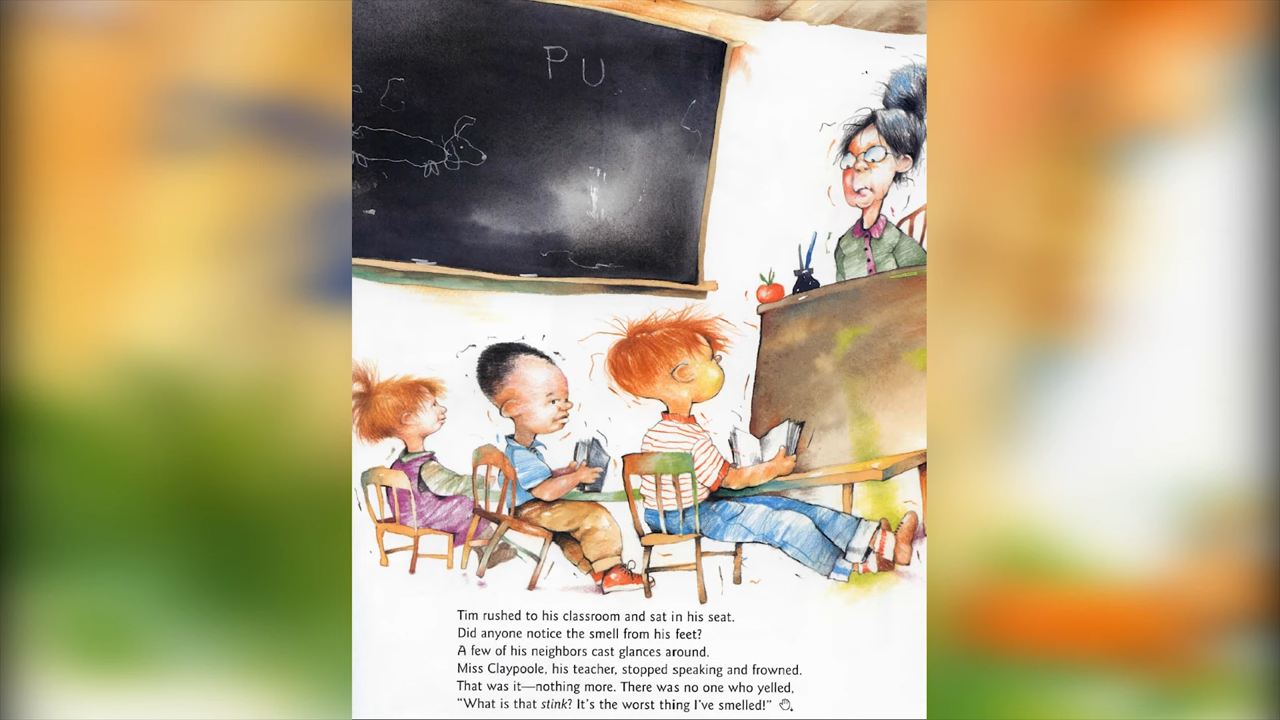 P U
Tim rushed to his classroom and sat in his seat.
Did anyone notice the smell from his feet?
A few of his neighbors cast glances around.
Miss Claypoole, his teacher, stopped speaking and frowned.
That was it—nothing more. There was no one who yelled,
“What is that stink? It's the worst thing I've smelled!”